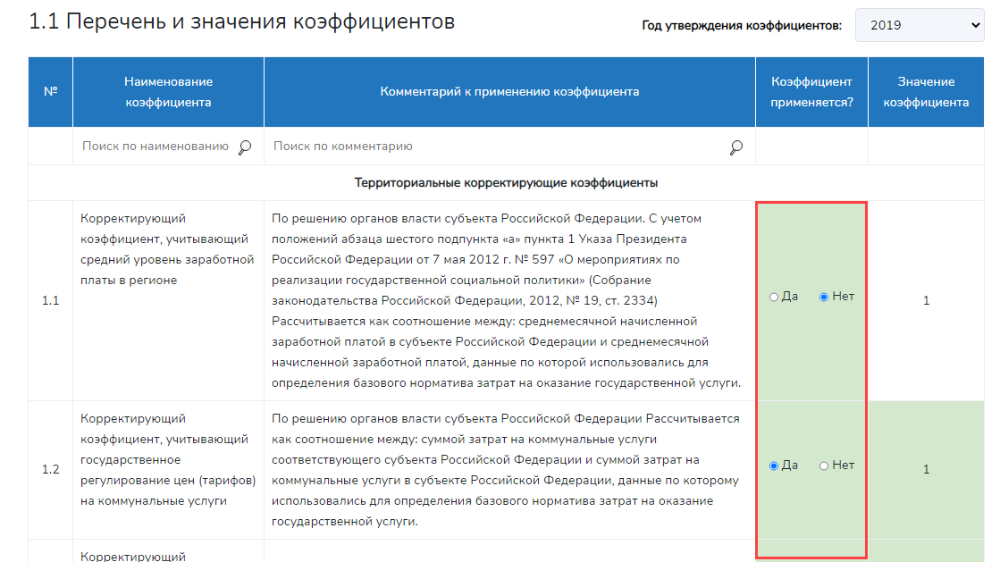 1.1 Перечень и значения коэффициентов
Год утверждения коэффициентов:
2019
№
Наименование
коэффициента
Комментарий к применению коэффициента
Коэффициент
применяется?
Значение
коэффициента
Поиск по наименованию
Поиск по комментарию
Территориальные корректирующие коэффициенты
1.1
Корректирующий
коэффициент, учитывающий
средний уровень заработной
платы в регионе
По решению органов власти субъекта Российской Федерации. С учетом
положений абзаца шестого подпункта «а» пункта 1 Указа Президента
Российской Федерации от 7 мая 2012 г. № 597 «О мероприятиях по
реализации государственной социальной политики» (Собрание
законодательства Российской Федерации, 2012, № 19, ст. 2334)
Рассчитывается как соотношение между: среднемесячной начисленной
заработной платой в субъекте Российской Федерации и среднемесячной
начисленной заработной платой, данные по которой использовались для
определения базового норматива затрат на оказание государственной услуги.
Да
Нет
1
1.2
Корректирующий
коэффициент, учитывающий
государственное
регулирование цен (тарифов)
на коммунальные услуги
По решению органов власти субъекта Российской Федерации Рассчитывается
как соотношение между: суммой затрат на коммунальные услуги
соответствующего субъекта Российской Федерации и суммой затрат на
коммунальные услуги в субъекте Российской Федерации, данные по которому
использовались для определения базового норматива затрат на оказание
государственной услуги.
Да
Нет
1
Корректирующий